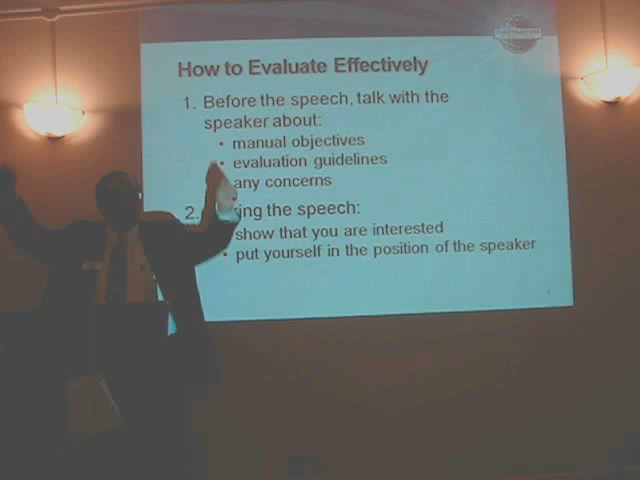 How to Evaluate Effectively
1. Before the speech, talk with the
speaker about:
• manual objectives
• evaluation guidelines
any concerns
2. ing the speech:
show that you are interested
• put yourself in the position of the speaker